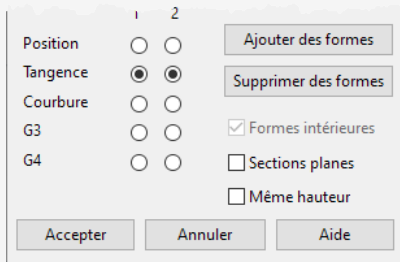 1 2
Position
Ajouter des formes
Tangence
Supprimer des formes
Courbure
G3
Formes intérieures
G4
Sections planes
Même hauteur
Accepter Annuler Aide